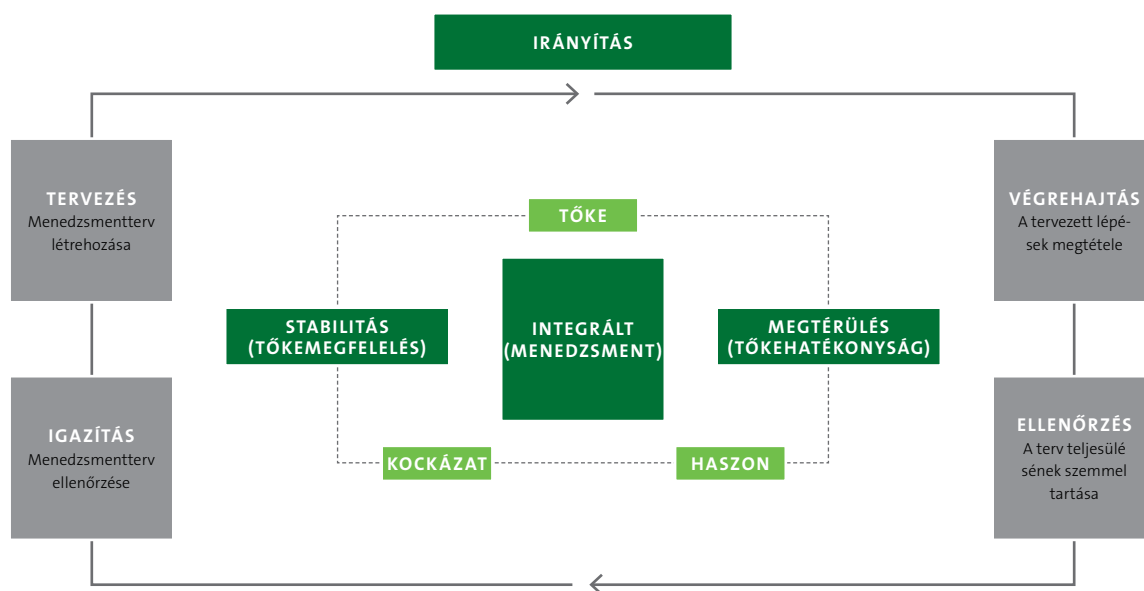 IRÁNYÍTÁS
TERVEZÉS
Menedzsmentterv
létrehozása
VÉGREHAJTÁS
A tervezett lépé-
sek megtétele
TŐKE
STABILITÁS
(TŐKEMEGFELELÉS)
INTEGRÁLT
(MENEDZSMENT)
MEGTÉRÜLÉS
(TŐKEHATÉKONYSÁG)
IGAZÍTÁS
Menedzsmentterv
ellenőrzése
ELLENŐRZÉS
A terv teljesülé
sének szemmel
tartása
KOCKÁZAT
HASZON